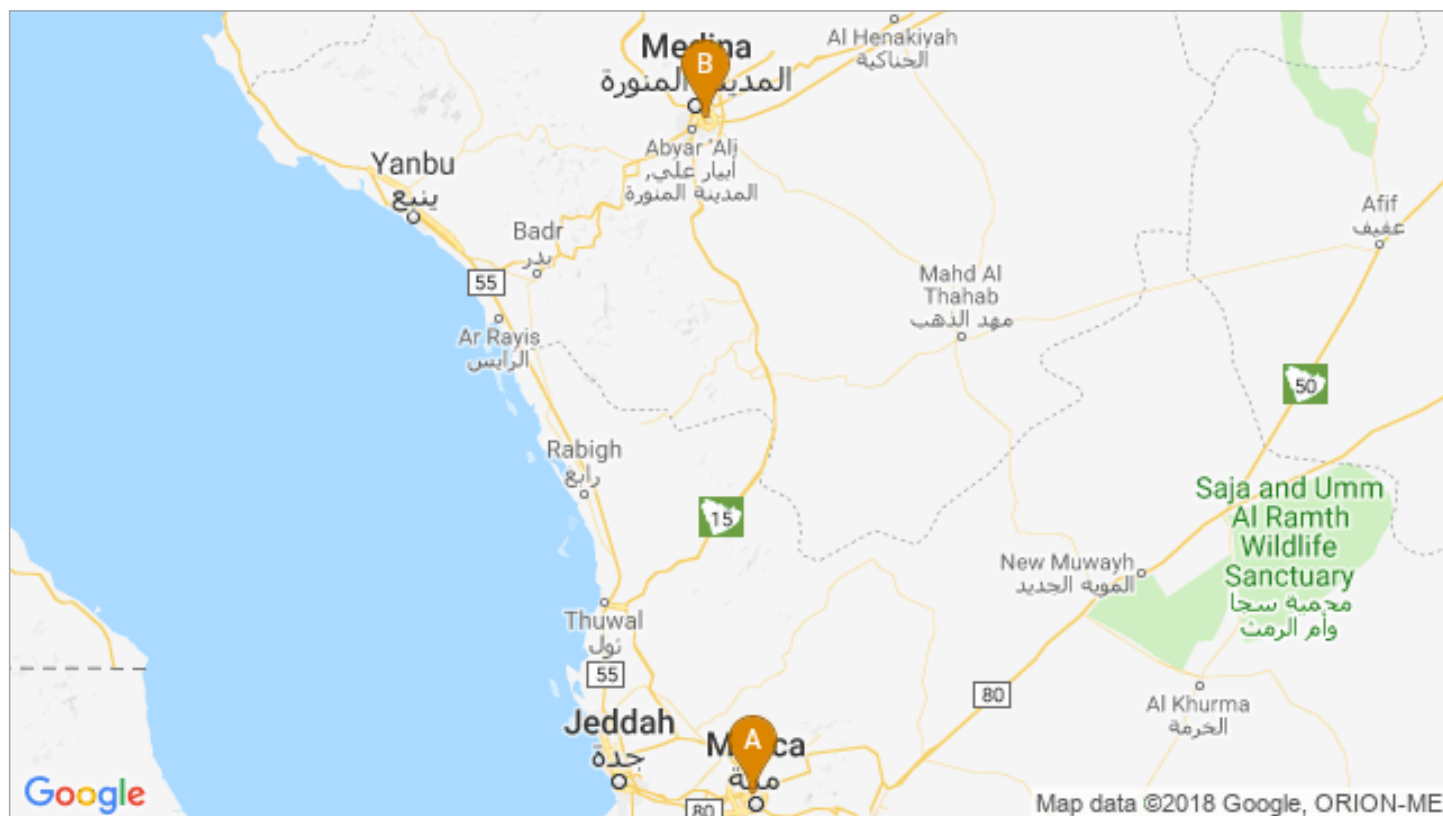 Medina
المدينة المنورة
B
Al Henakiyah
الحناكية
Abyar 'Ali
أبيار علي,
المدينة المنورة
Yanbu
ينبع
Badr
بدر
55
Ar Rayis
الرايس
Mahd Al
Thahab
مهد الذهب
Afif
عفيف
50
Rabigh
رابغ
15
Saja and Umm
Al Ramth
Wildlife
Sanctuary
محمية سجا
وأم الرمث
New Muwayh
المويه الجديد
Thuwal
ثول
55
80
Al Khurma
الخرمة
Jeddah
جدة
A
80
Google
Map data ©2018 Google, ORION-ME